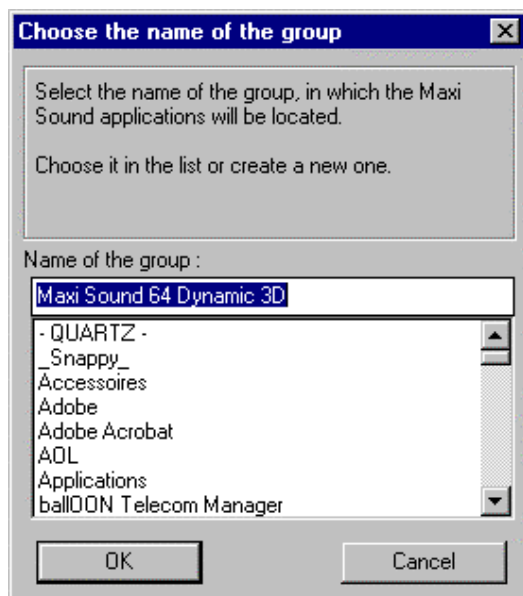 Choose the name of the group
Select the name of the group, in which the Maxi
Sound applications will be located.
Choose it in the list or create a new one.
Name of the group :
Maxi Sound 64 Dynamic 3D
- QUARTZ -
_Snappy_
Accessoires
Adobe
Adobe Acrobat
AOL
Applications
ballOON Telecom Manager
OK
Cancel